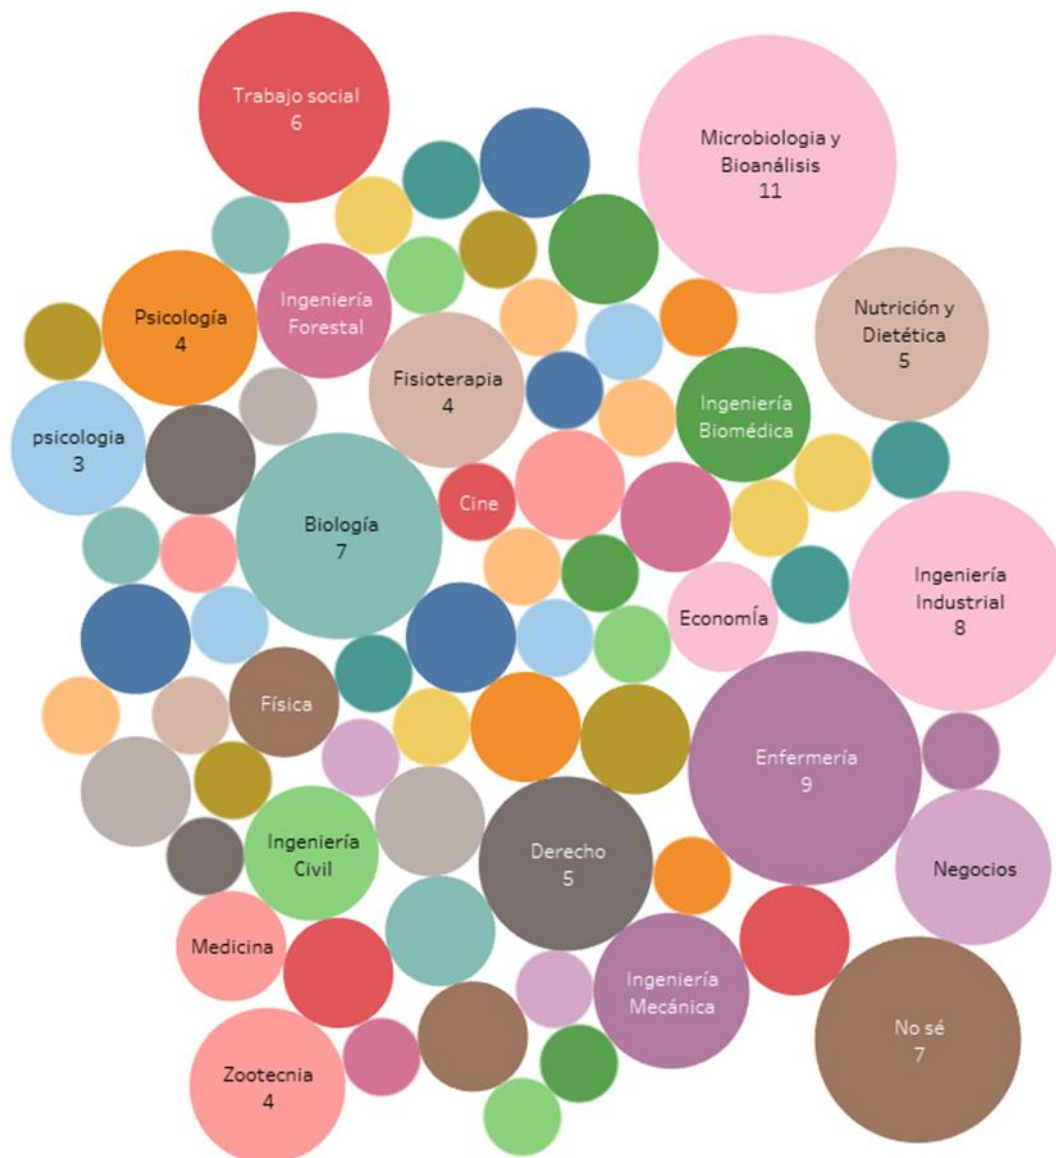 Trabajo social
6
Microbiologia y
Bioanálisis
11
Psicología
4
Ingeniería
Forestal
Nutrición y
Dietética
5
Fisioterapia
4
Ingeniería
Biomédica
psicologia
3
Cine
Biología
7
Ingeniería
Industrial
8
EconomÍa
Física
Enfermería
9
Ingeniería
Civil
Derecho
5
Negocios
Medicina
Ingeniería
Mecánica
No sé
7
Zootecnia
4